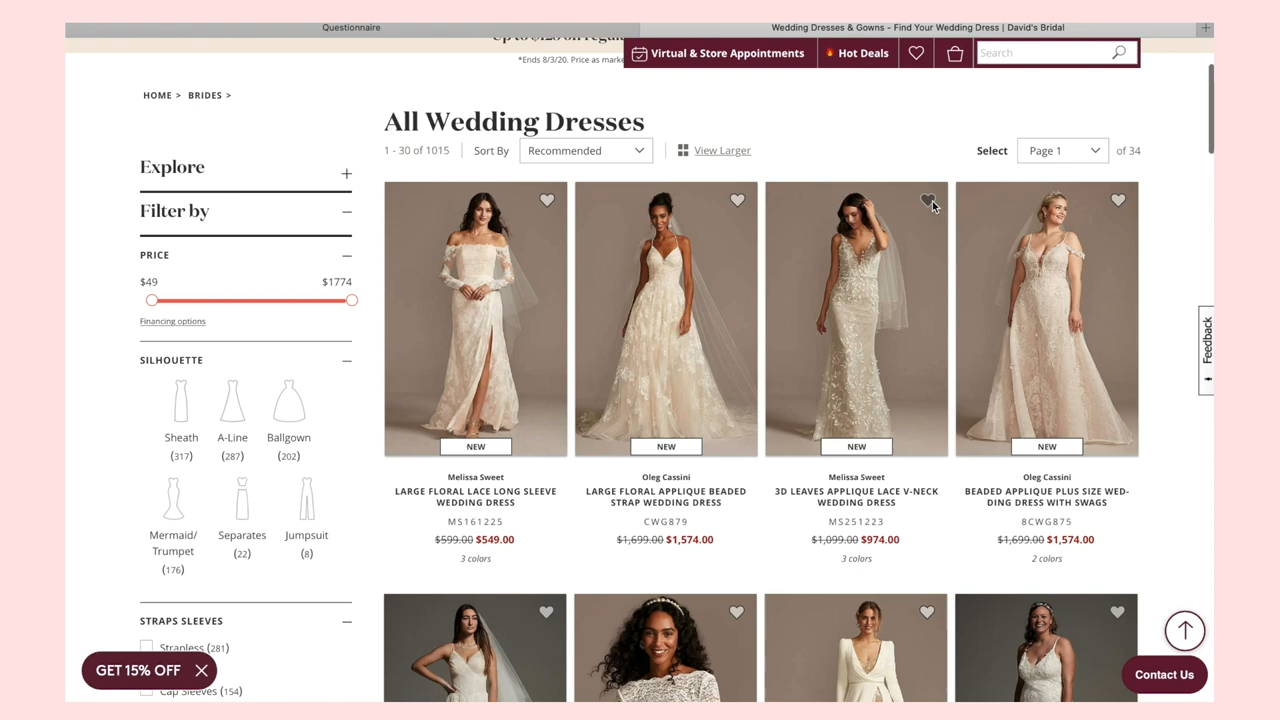 Questionnaire
Wedding Dresses & Gowns - Find Your Wedding Dress | David's Bridal
*Ends 8/3/20. Price as marke
Virtual & Store Appointments
Hot Deals
Search
HOME > BRIDES >
All Wedding Dresses
1 - 30 of 1015
Sort By
Recommended
View Larger
Select
Page 1
of 34
Explore
Filter by
PRICE
$49
$1774
Financing options
SILHOUETTE
Sheath
(317)
A-Line
(287)
Ballgown
(202)
Mermaid/
Trumpet
(176)
Separates
(22)
Jumpsuit
(8)
STRAPS SLEEVES
Strapless (281)
Cap Sleeves (154)
GET 15% OFF
NEW
Melissa Sweet
LARGE FLORAL LACE LONG SLEEVE
WEDDING DRESS
MS161225
$599.00 $549.00
3 colors
NEW
Oleg Cassini
LARGE FLORAL APPLIQUE BEADED
STRAP WEDDING DRESS
CWG879
$1,699.00 $1,574.00
NEW
Melissa Sweet
3D LEAVES APPLIQUE LACE V-NECK
WEDDING DRESS
MS251223
$1,099.00 $974.00
3 colors
NEW
Oleg Cassini
BEADED APPLIQUE PLUS SIZE WED-
DING DRESS WITH SWAGS
8CWG875
$1,699.00 $1,574.00
2 colors
Feedback
Contact Us